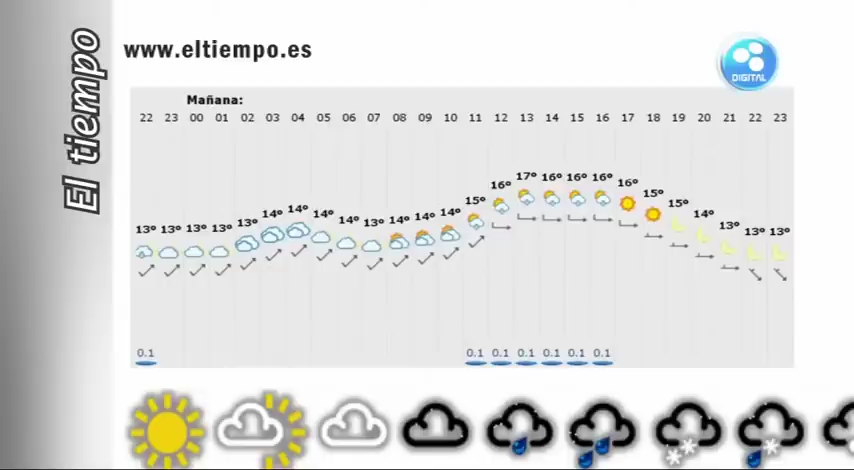 El tiempo
www.eltiempo.es
DIGITAL
Mañana:
22 23 00 01 02 03 04 05 06 07 08 09 10 11 12 13 14 15 16 17 18 19 20 21 22 23
13º 13º 13º 13º 13º 14º 14º 14º 14º 13º 14º 14º 14º 15º 16º 17º 16º 16º 16º 16º 15º 15º 14º 13º 13º 13º
0.1 0.1 0.1 0.1 0.1 0.1 0.1